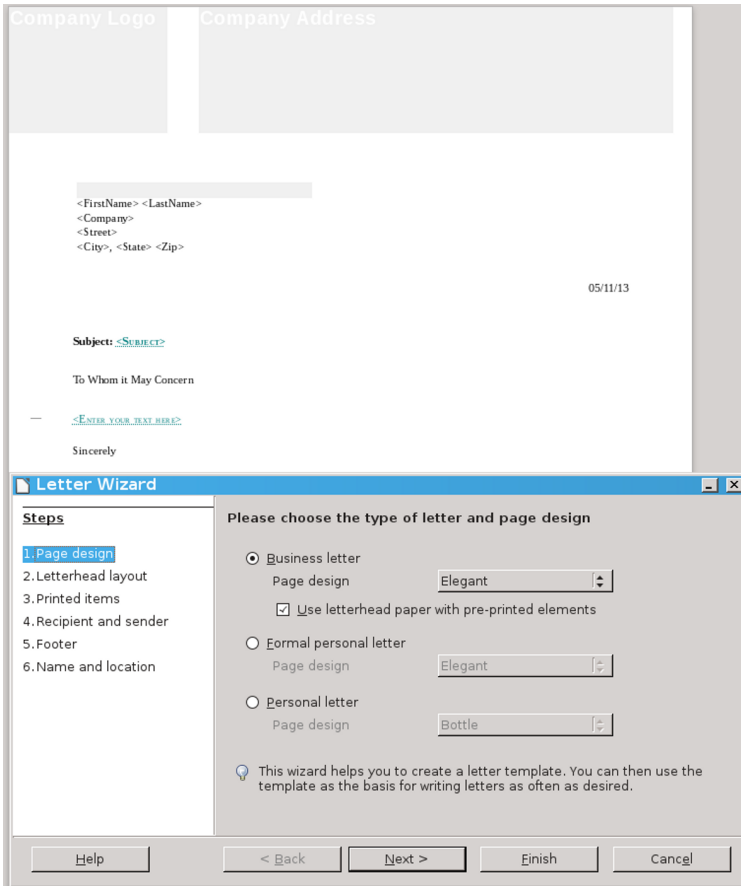 Company Logo Company Address
<FirstName> <LastName>
<Company>
<Street>
<City>, <State> <Zip>
05/11/13
Subject: <Subject>
To Whom it May Concern
<Enter your text here>
Sincerely
Letter Wizard
Steps
Please choose the type of letter and page design
1.Page design
2.Letterhead layout
3.Printed items
4.Recipient and sender
5.Footer
6.Name and location
Business letter
Page design Elegant
Use letterhead paper with pre-printed elements
Formal personal letter
Page design Elegant
Personal letter
Page design Bottle
This wizard helps you to create a letter template. You can then use the
template as the basis for writing letters as often as desired.
Help < Back Next > Finish Cancel